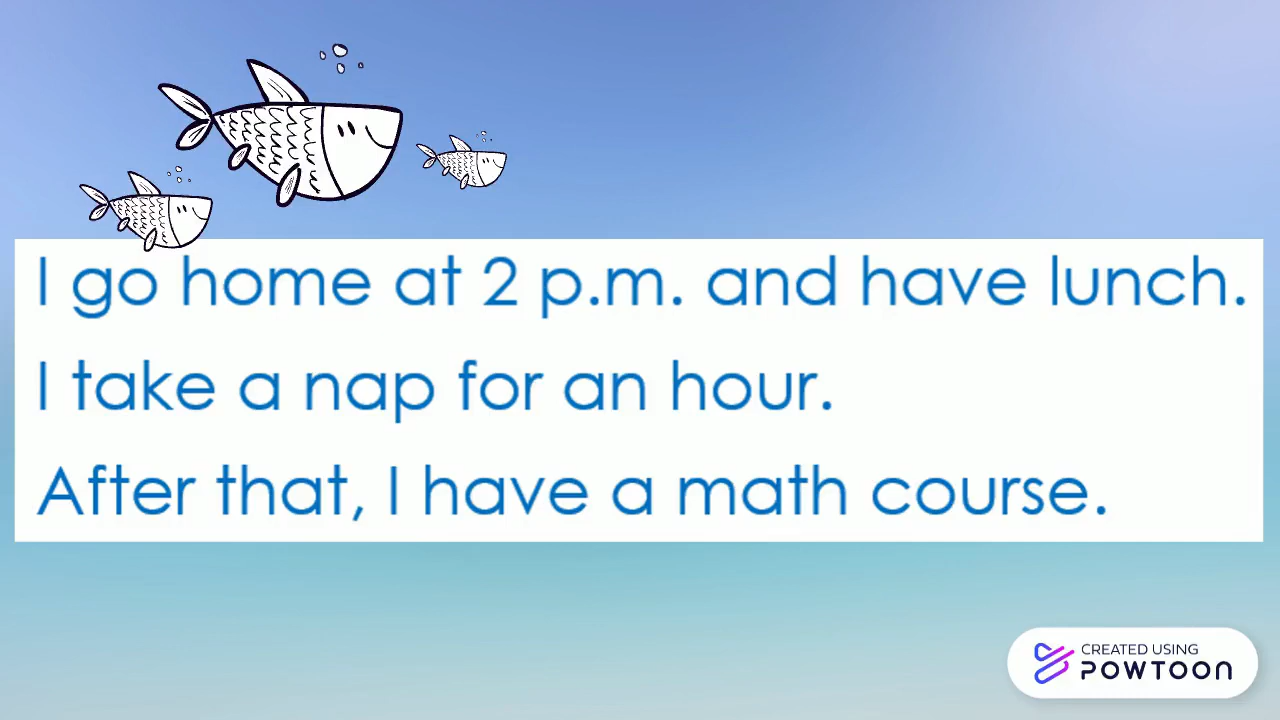 I go home at 2 p.m. and have lunch.
I take a nap for an hour.
After that, I have a math course.
CREATED USING
POWTOON